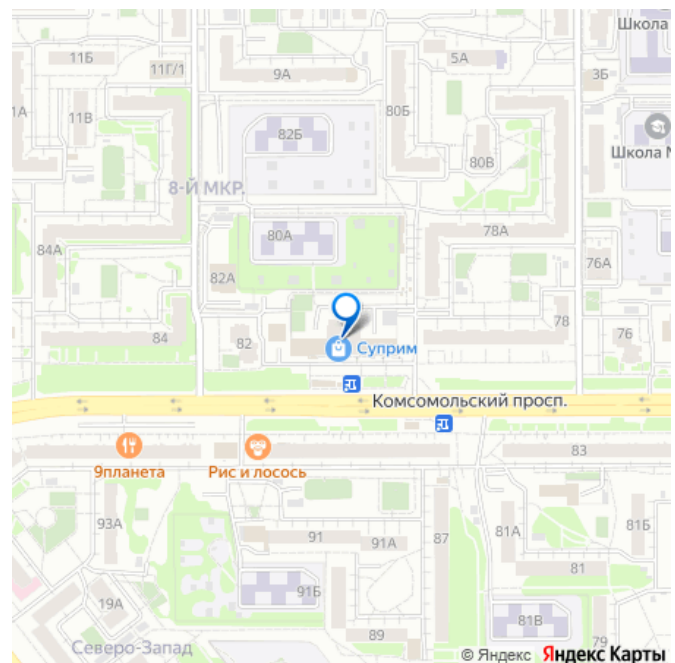 Школа
11Б
11Г/1
9А
5А
3Б
1А
11В
82Б
80Б
80В
Школа №
8-Й МКР.
84А
80А
78А
82А
76А
84
82
Суприм
78
76
Комсомольский просп.
9планета
Рис и лосось
83
93А
91
91А
87
81А
81Б
81
19А
91Б
81В
Северо-Запад
89
79
© Яндекс Яндекс Карты